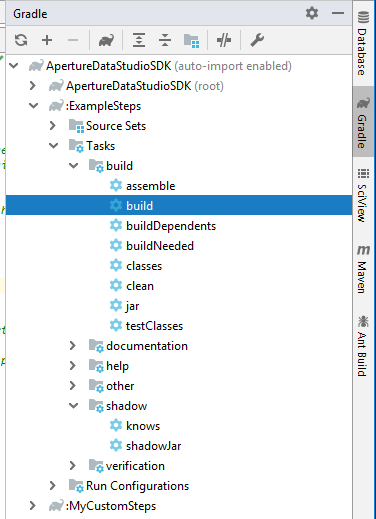 Gradle
ApertureDataStudioSDK (auto-import enabled)
ApertureDataStudioSDK (root)
:ExampleSteps
Source Sets
Tasks
build
assemble
build
buildDependents
buildNeeded
classes
clean
jar
testClasses
documentation
help
other
shadow
knows
shadowJar
verification
Run Configurations
:MyCustomSteps
Database
Gradle
SciView
Maven
Ant Build